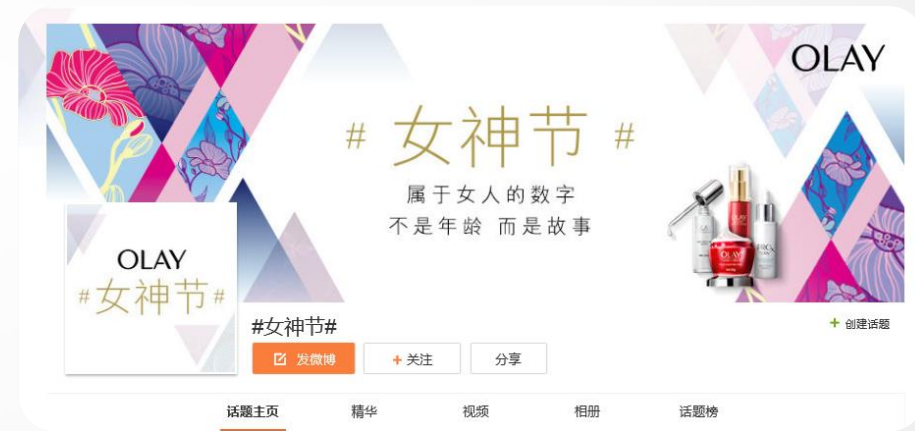 OLAY
# 女神节 #
属于女人的数字
不是年龄 而是故事
OLAY
#女神节#
#女神节#
+ 创建话题
发微博
+ 关注
分享
话题主页
精华
视频
相册
话题榜
OLAY